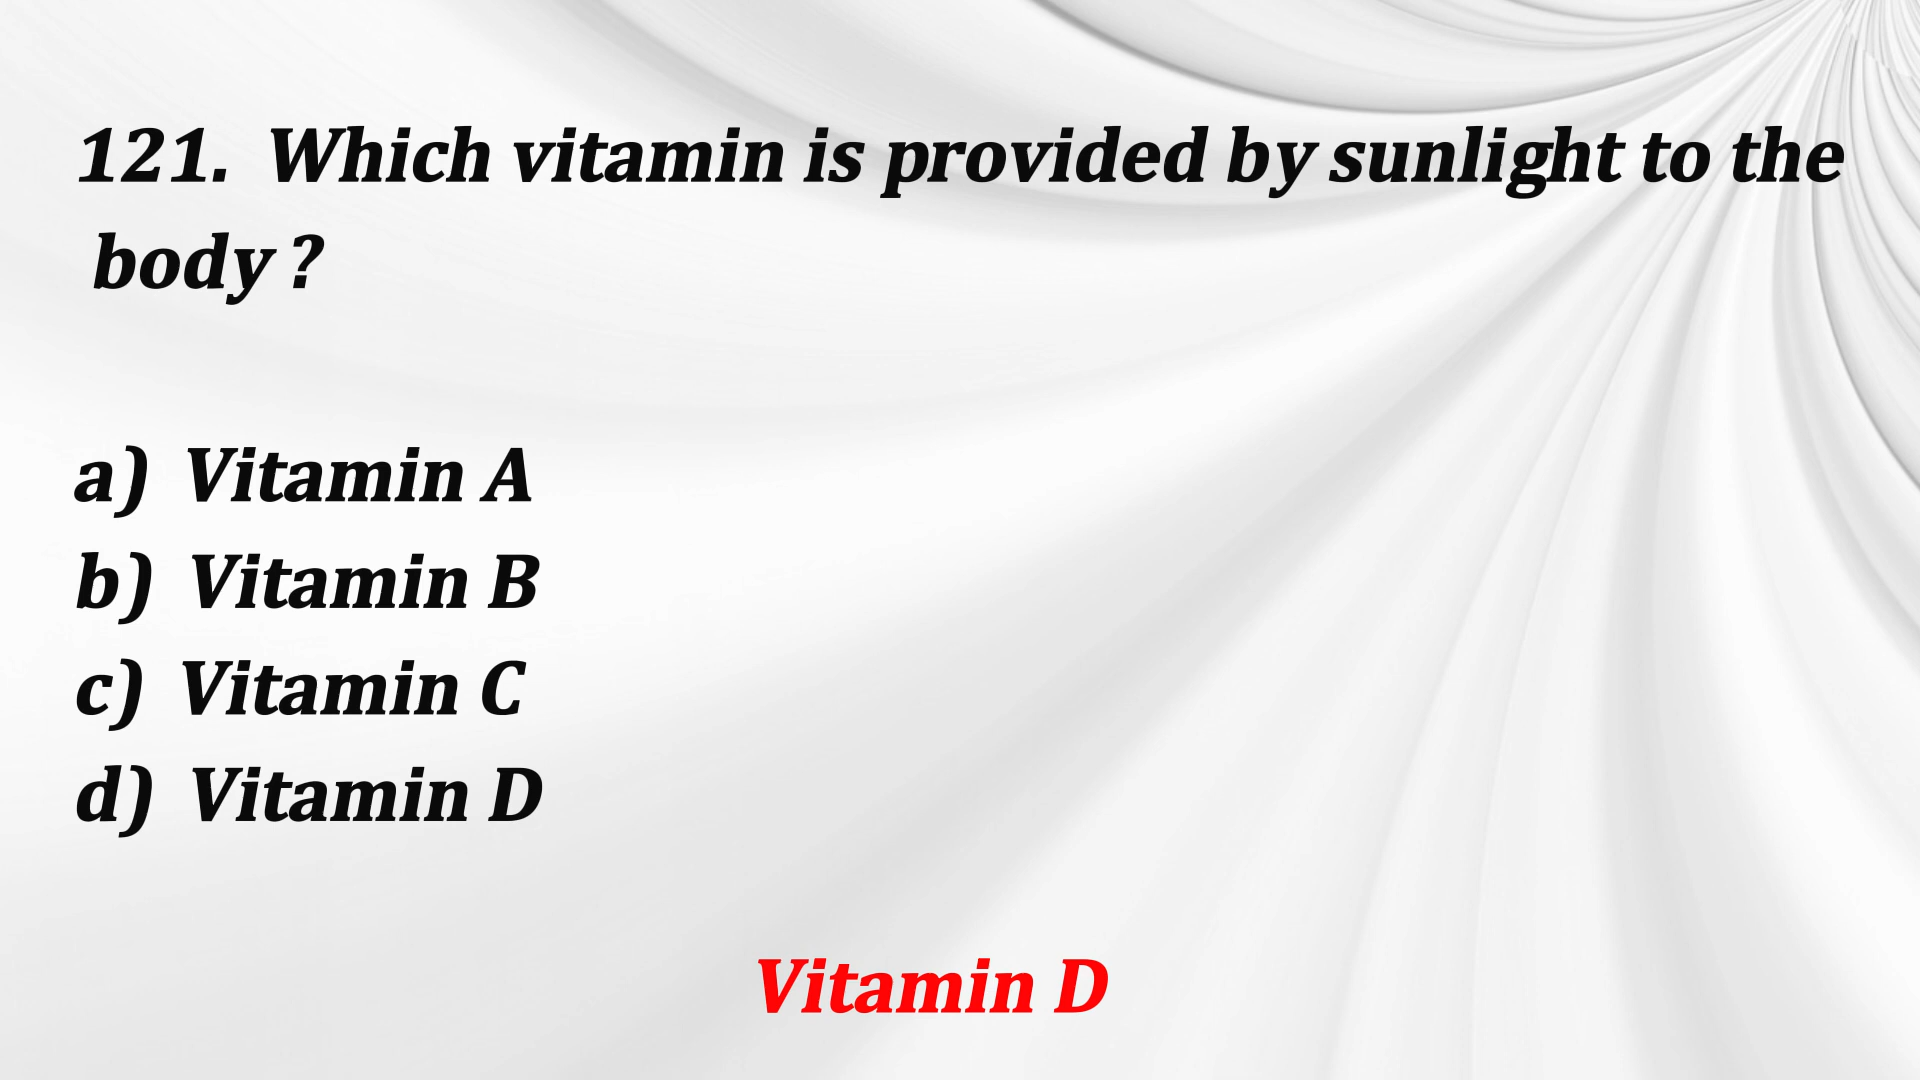 121. Which vitamin is provided by sunlight to the
body ?
a) Vitamin A
b) Vitamin B
c) Vitamin C
d) Vitamin D
Vitamin D